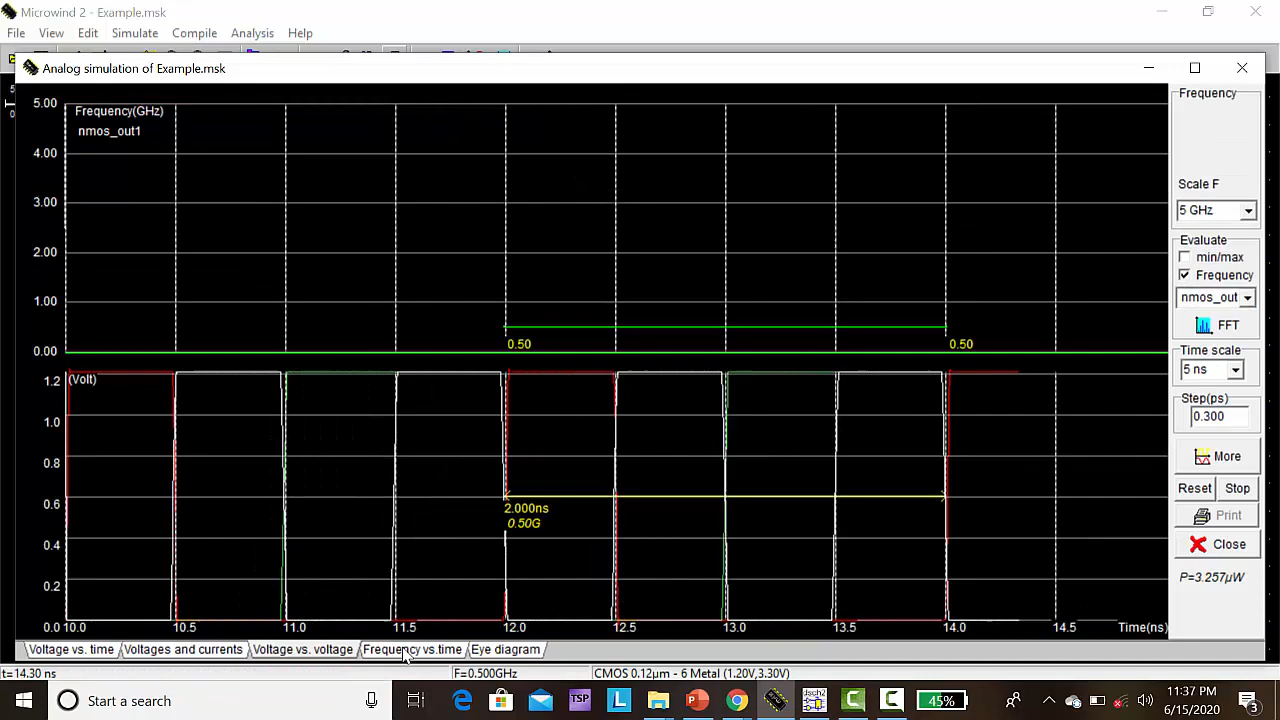 Microwind 2 - Example.msk
File View Edit Simulate Compile Analysis Help
Analog simulation of Example.msk
5.00
Frequency(GHz)
nmos_out1
4.00
3.00
2.00
1.00
0.00
0.50
0.50
1.2
(Volt)
1.0
0.8
0.6
0.4
0.2
0.0
2.000ns
0.50G
10.0 10.5 11.0 11.5 12.0 12.5 13.0 13.5 14.0 14.5 Time(ns)
Frequency
Scale F
5 GHz
Evaluate
min/max
Frequency
nmos_out
FFT
Time scale
5 ns
Step(ps)
0.300
More
Reset Stop
Print
Close
P=3.257µW
Voltage vs. time Voltages and currents Voltage vs. voltage Frequency vs.time Eye diagram
t=14.30 ns F=0.500GHz CMOS 0.12µm - 6 Metal (1.20V,3.30V)
Start a search
TSP
L
dsch2
45%
11:37 PM
6/15/2020
3